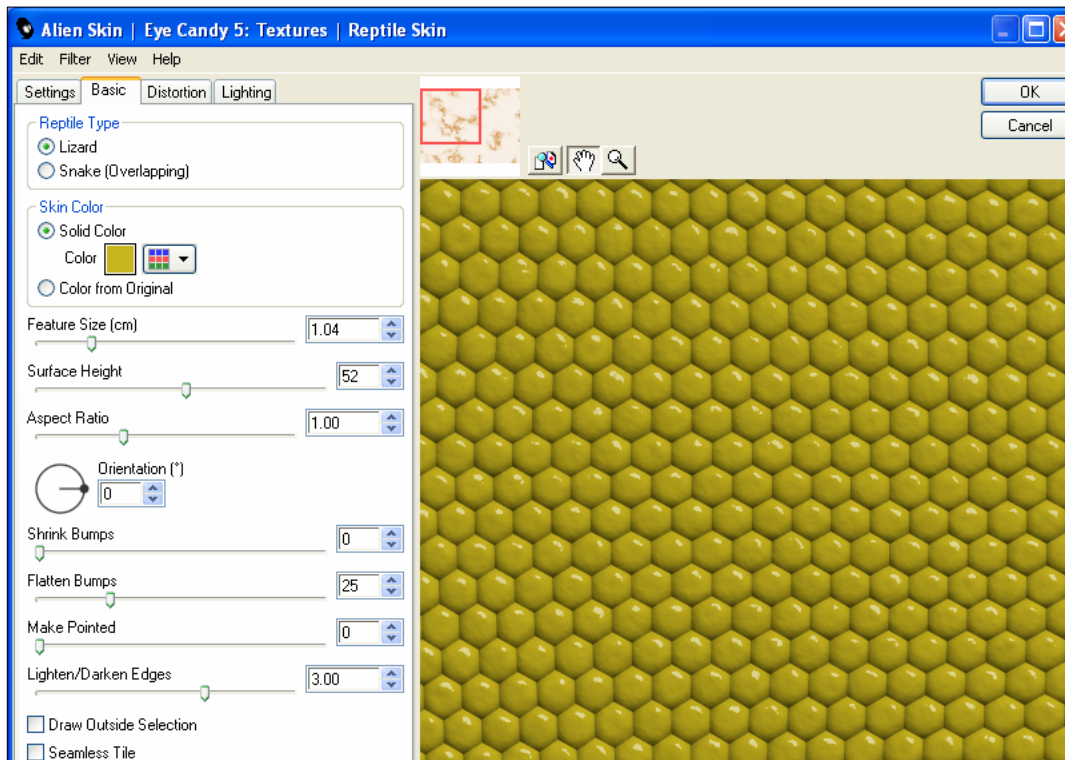 Alien Skin | Eye Candy 5: Textures | Reptile Skin
Edit Filter View Help
Settings Basic Distortion Lighting
OK
Cancel
Reptile Type
Lizard
Snake (Overlapping)
Skin Color
Solid Color
Color
Color from Original
Feature Size (cm) 1.04
Surface Height 52
Aspect Ratio 1.00
Orientation (°)
0
Shrink Bumps 0
Flatten Bumps 25
Make Pointed 0
Lighten/Darken Edges 3.00
Draw Outside Selection
Seamless Tile